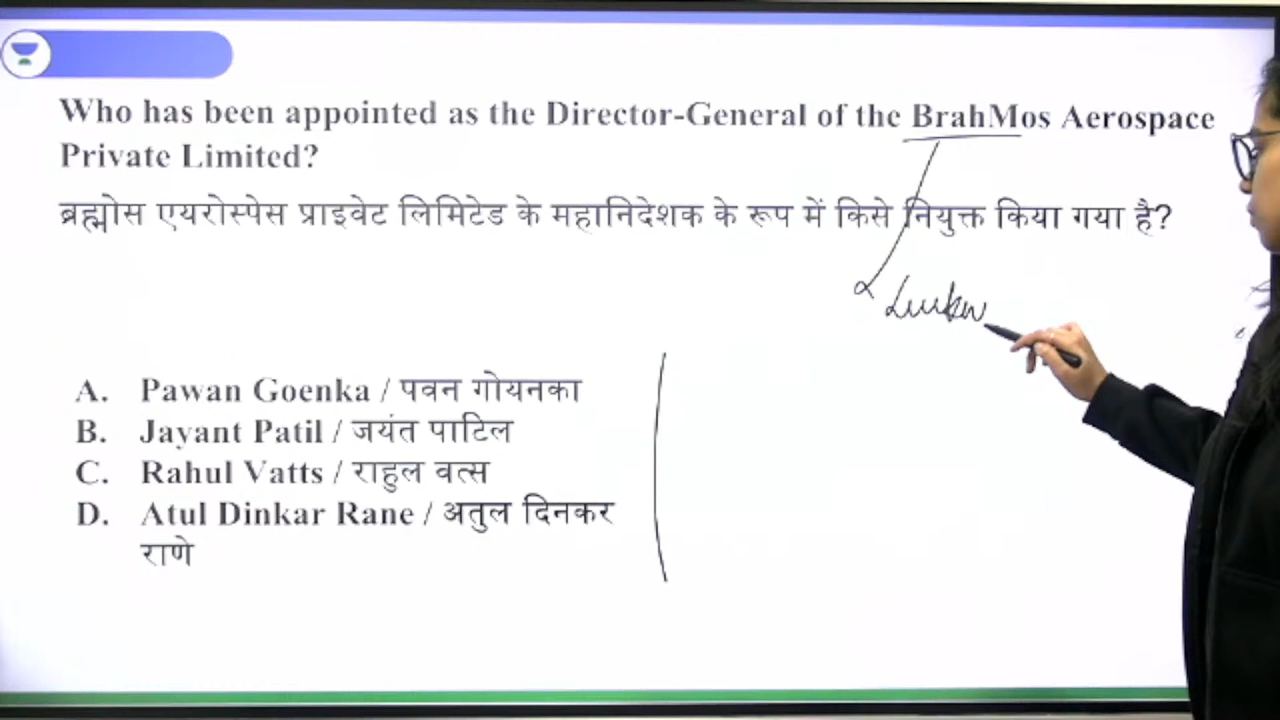 Who has been appointed as the Director-General of the BrahMos Aerospace
Private Limited?
ब्रह्मोस एयरोस्पेस प्राइवेट लिमिटेड के महानिदेशक के रूप में किसे नियुक्त किया गया है?
A. Pawan Goenka / पवन गोयनका
B. Jayant Patil / जयंत पाटिल
C. Rahul Vatts / राहुल वत्स
D. Atul Dinkar Rane / अतुल दिनकर
राणे